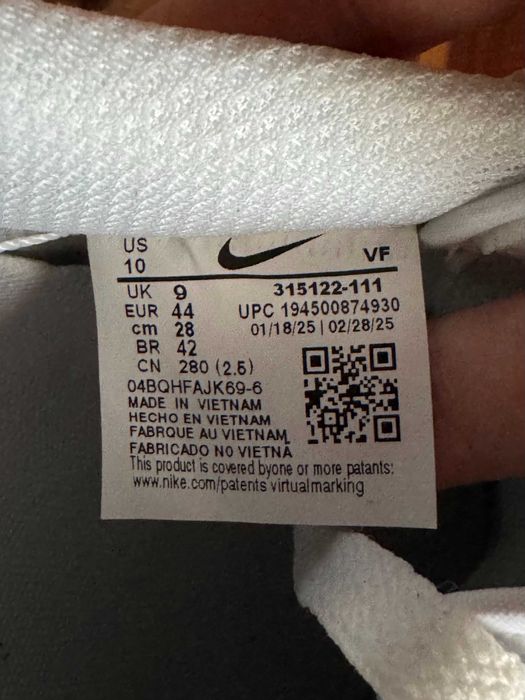 US
10
VF
UK 9
315122-111
EUR 44
UPC 194500874930
cm 28
01/18/25 | 02/28/25
BR 42
CN 280 (2.5)
04BQHFAJK69-6
MADE IN VIETNAM
HECHO EN VIETNAM
FABRIQUE AU VIETNAM
FABRICADO NO VIETNÃ
This product is covered byone or more patants:
www.nike.com/patents virtualmarking